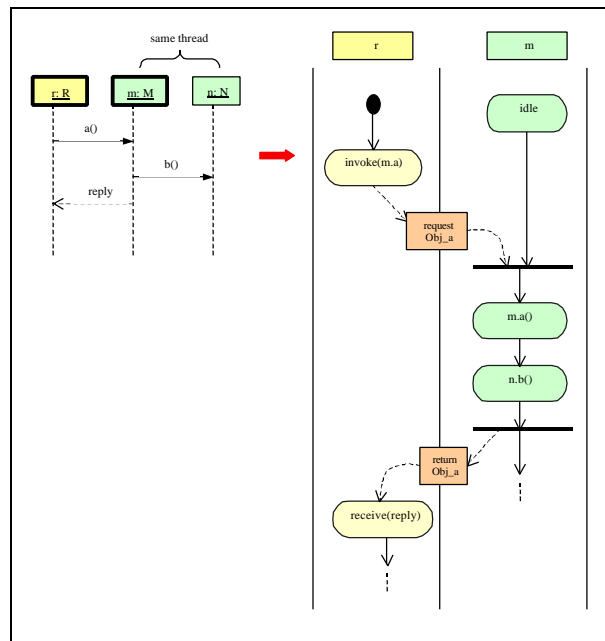 same thread
r: R
m: M
n: N
a()
b()
reply
r
m
idle
invoke(m.a)
request
Obj_a
m.a()
n.b()
return
Obj_a
receive(reply)